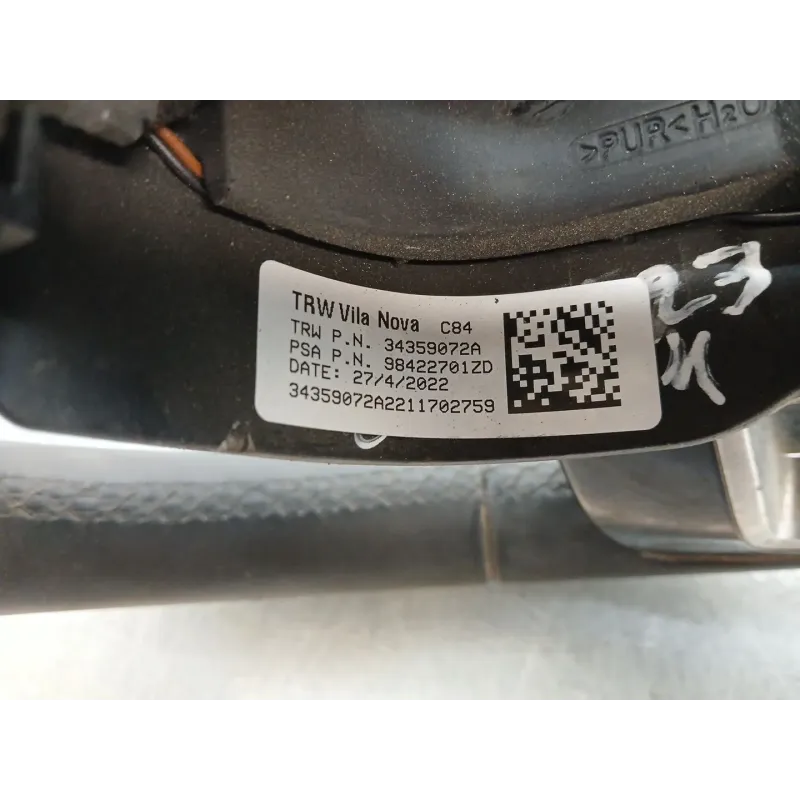 >PUR<H2O
TRW Vila Nova C84
TRW P.N. 34359072A
PSA P.N. 98422701ZD
DATE: 27/4/2022
34359072A2211702759